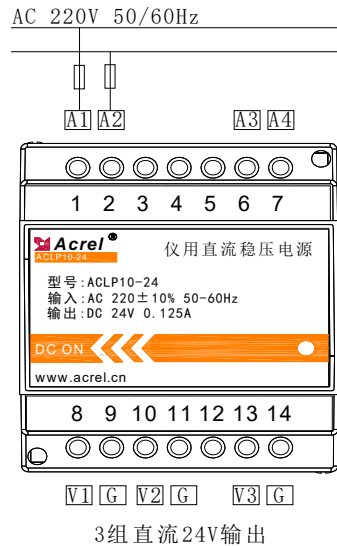 AC 220V 50/60Hz
A1 A2 A3 A4
1 2 3 4 5 6 7
Acrel® 仪用直流稳压电源
ACLP10-24
型号:ACLP10-24
输入:AC 220±10% 50-60Hz
输出:DC 24V 0.125A
DC ON
www.acrel.cn
8 9 10 11 12 13 14
V1 G V2 G V3 G
3组直流24V输出